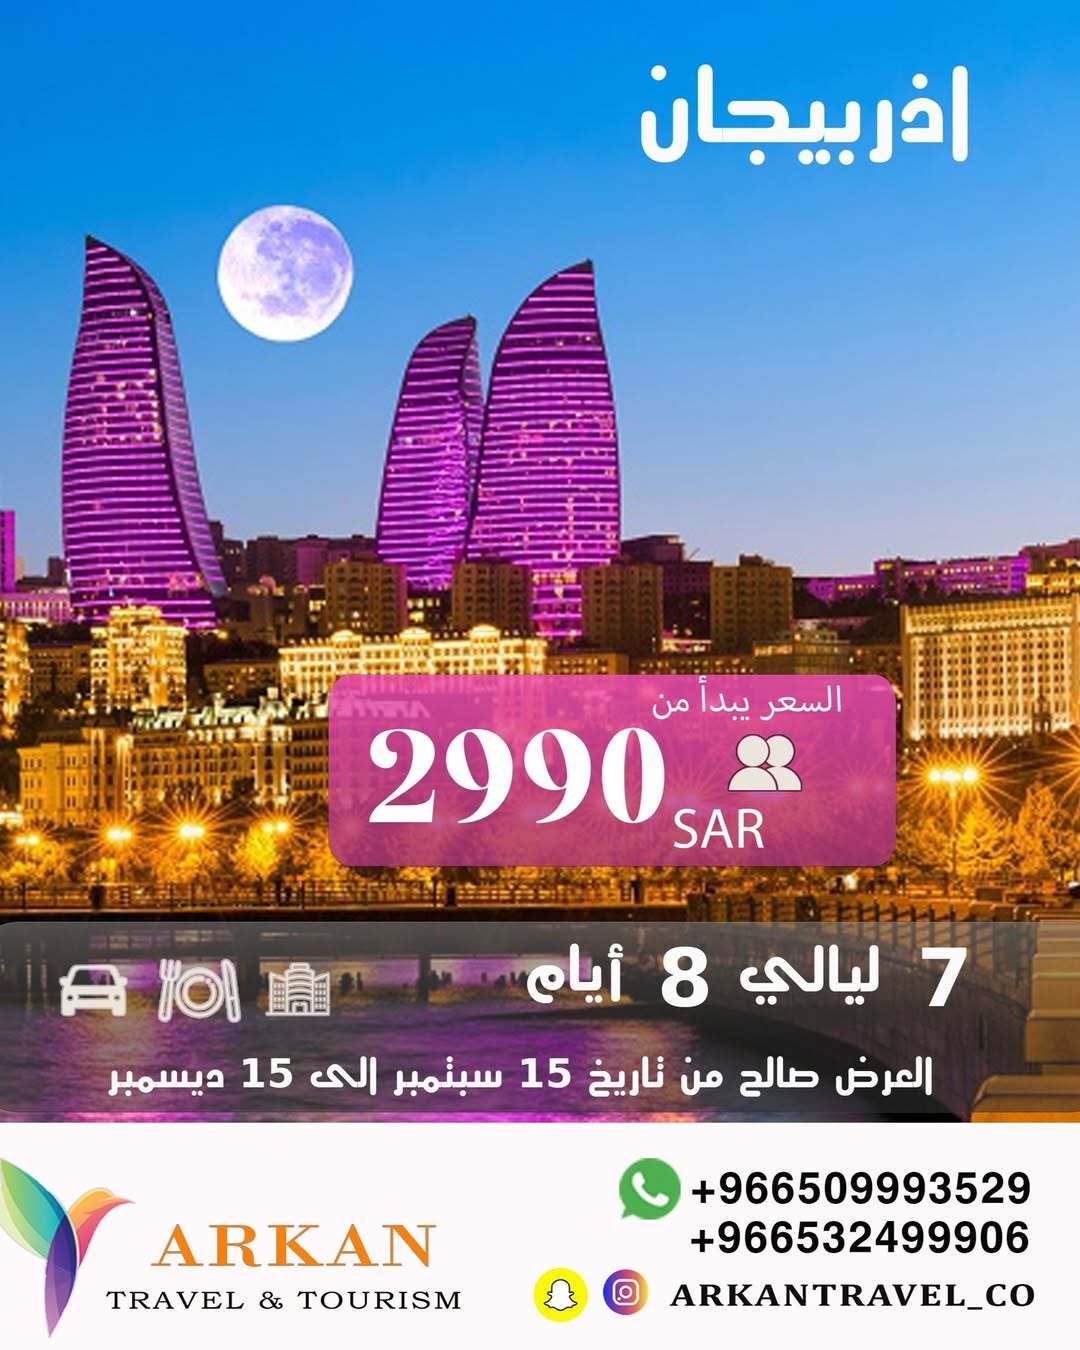 اذربيجان
السعر يبدأ من
2990
SAR
7 ليالي 8 أيام
العرض صالح من تاريخ 15 سبتمبر إلى 15 ديسمبر
ARKAN
TRAVEL & TOURISM
+966509993529
+966532499906
ARKANTRAVEL_CO